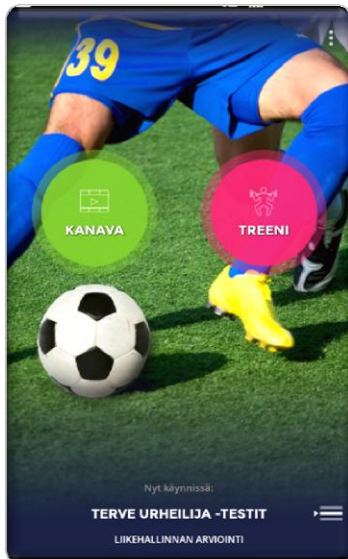 39
KANAVA
TREENI
Nyt käynnissä:
TERVE URHEILIJA -TESTIT
LIIKEHALLINNAN ARVIOINTI